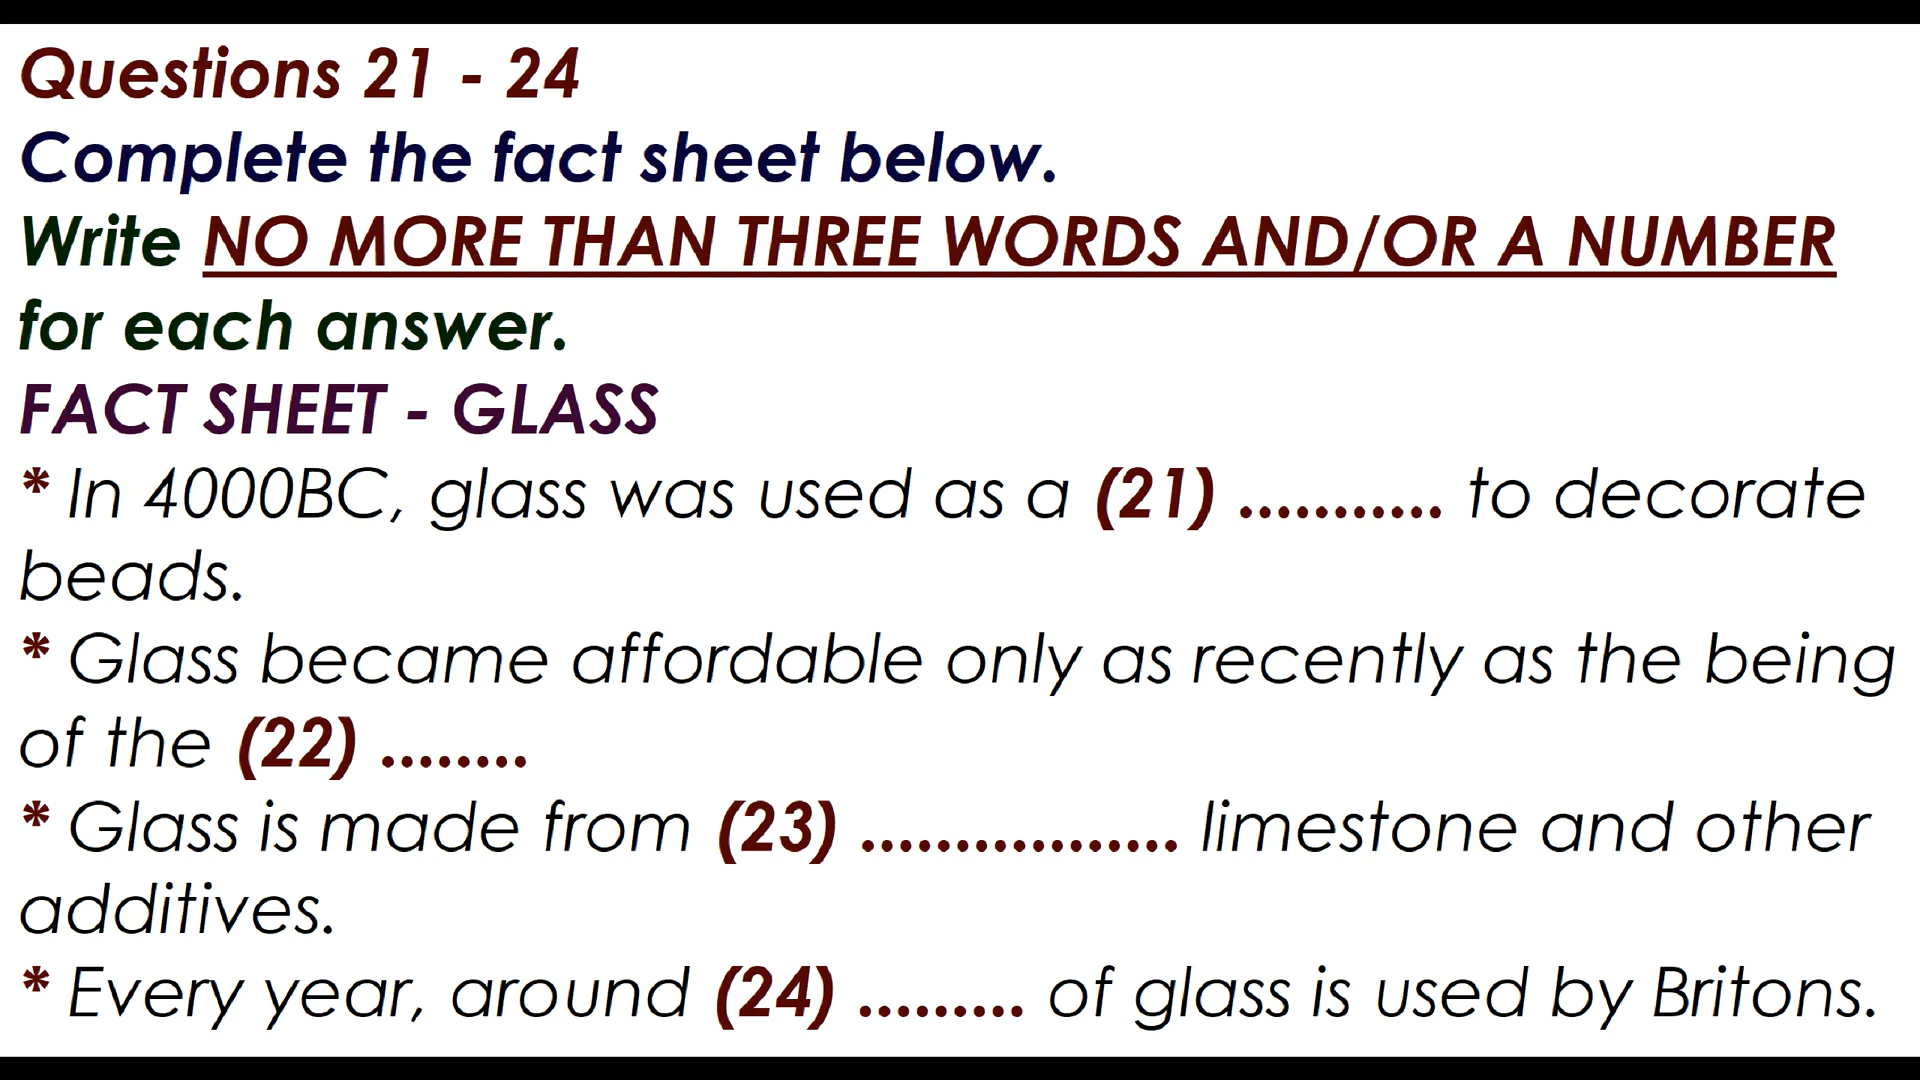 Questions 21 - 24
Complete the fact sheet below.
Write NO MORE THAN THREE WORDS AND/OR A NUMBER
for each answer.
FACT SHEET - GLASS
* In 4000BC, glass was used as a (21) ........... to decorate
beads.
* Glass became affordable only as recently as the being
of the (22) ........
* Glass is made from (23) ................. limestone and other
additives.
* Every year, around (24) ......... of glass is used by Britons.